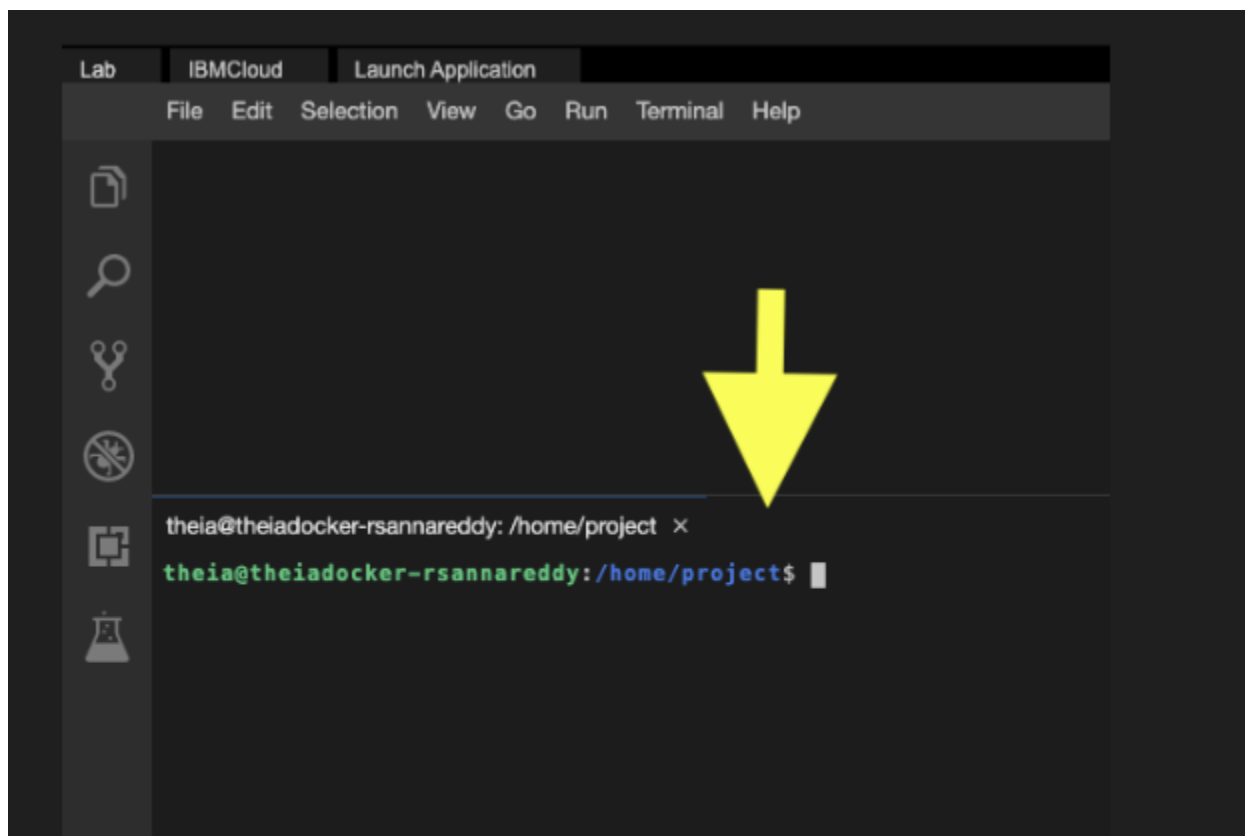 Lab IBMCloud Launch Application
File Edit Selection View Go Run Terminal Help
theia@theiadocker-rsannareddy: /home/project ×
theia@theiadocker-rsannareddy:/home/project$